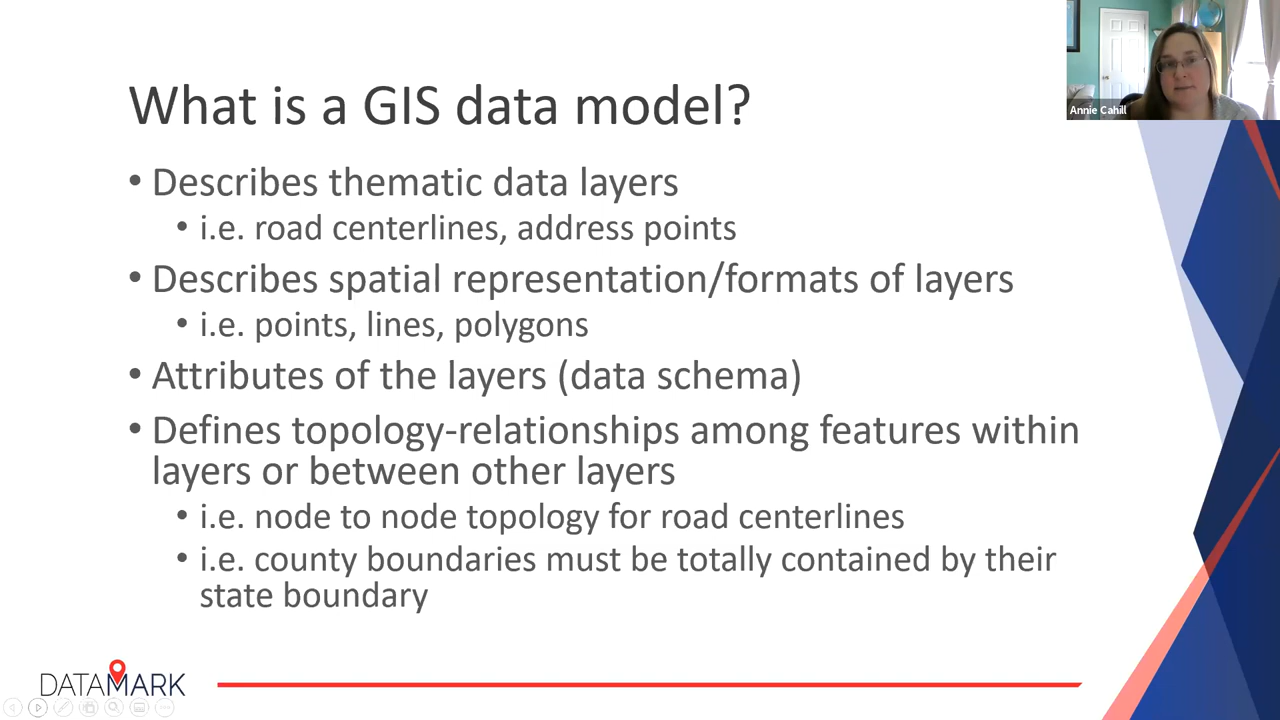 Annie Cahill
What is a GIS data model?
• Describes thematic data layers
• i.e. road centerlines, address points
• Describes spatial representation/formats of layers
• i.e. points, lines, polygons
• Attributes of the layers (data schema)
• Defines topology-relationships among features within
layers or between other layers
• i.e. node to node topology for road centerlines
• i.e. county boundaries must be totally contained by their
state boundary
DATAMARK